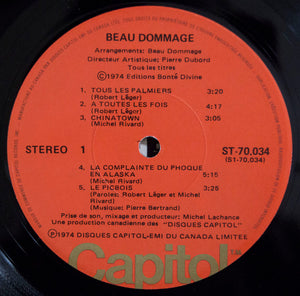 BEAU DOMMAGE
Arrangements: Beau Dommage
Directeur Artistique: Pierre Dubord
Tous les titres
©1974 Editions Bonté Divine
1. TOUS LES PALMIERS 3:20
(Robert Léger)
2. A TOUTES LES FOIS 4:17
(Robert Léger)
3. CHINATOWN 3:05
(Michel Rivard)
STEREO 1 ST-70,034
(S1-70,034)
4. LA COMPLAINTE DU PHOQUE
EN ALASKA 5:15
(Michel Rivard)
5. LE PICBOIS 3:25
(Paroles: Robert Léger et Michel
Rivard)
(Musique: Pierre Bertrand)
Prise de son, mixage et producteur: Michel Lachance
Une production canadienne des "DISQUES CAPITOL"
℗1974 DISQUES CAPITOL-EMI DU CANADA LIMITEE
Capitol